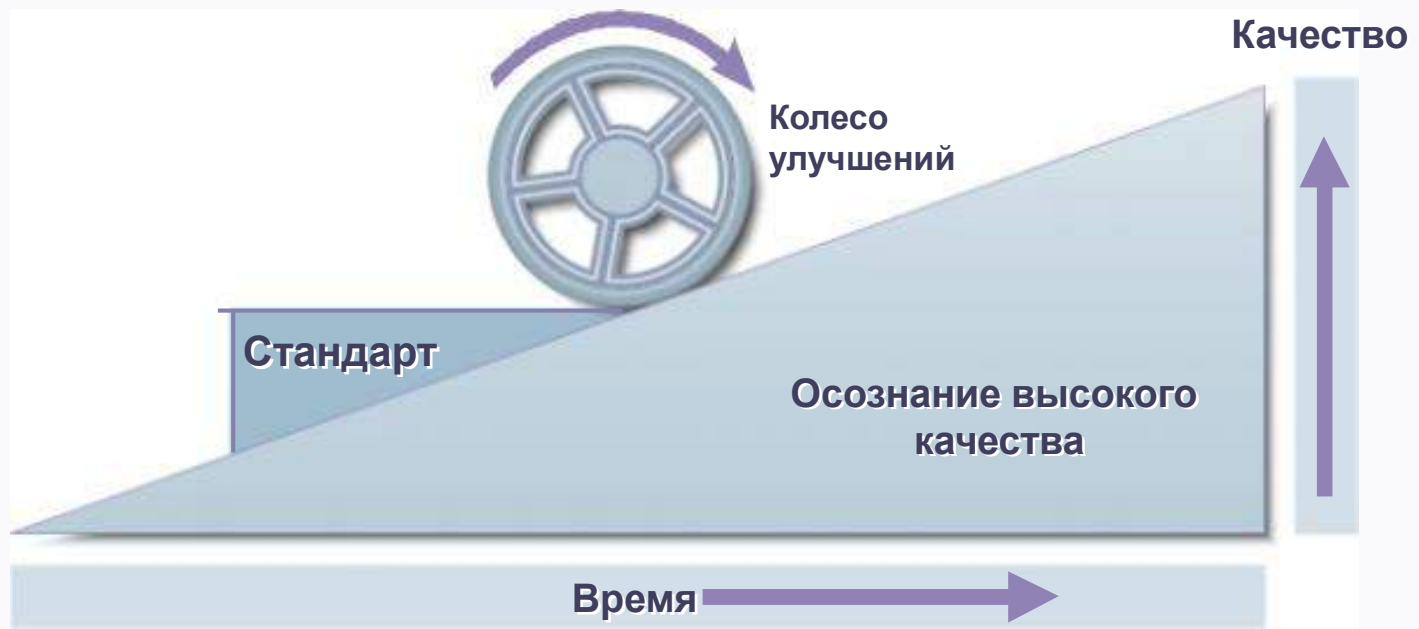 Качество
Колесо
улучшений
Стандарт
Осознание высокого
качества
Время